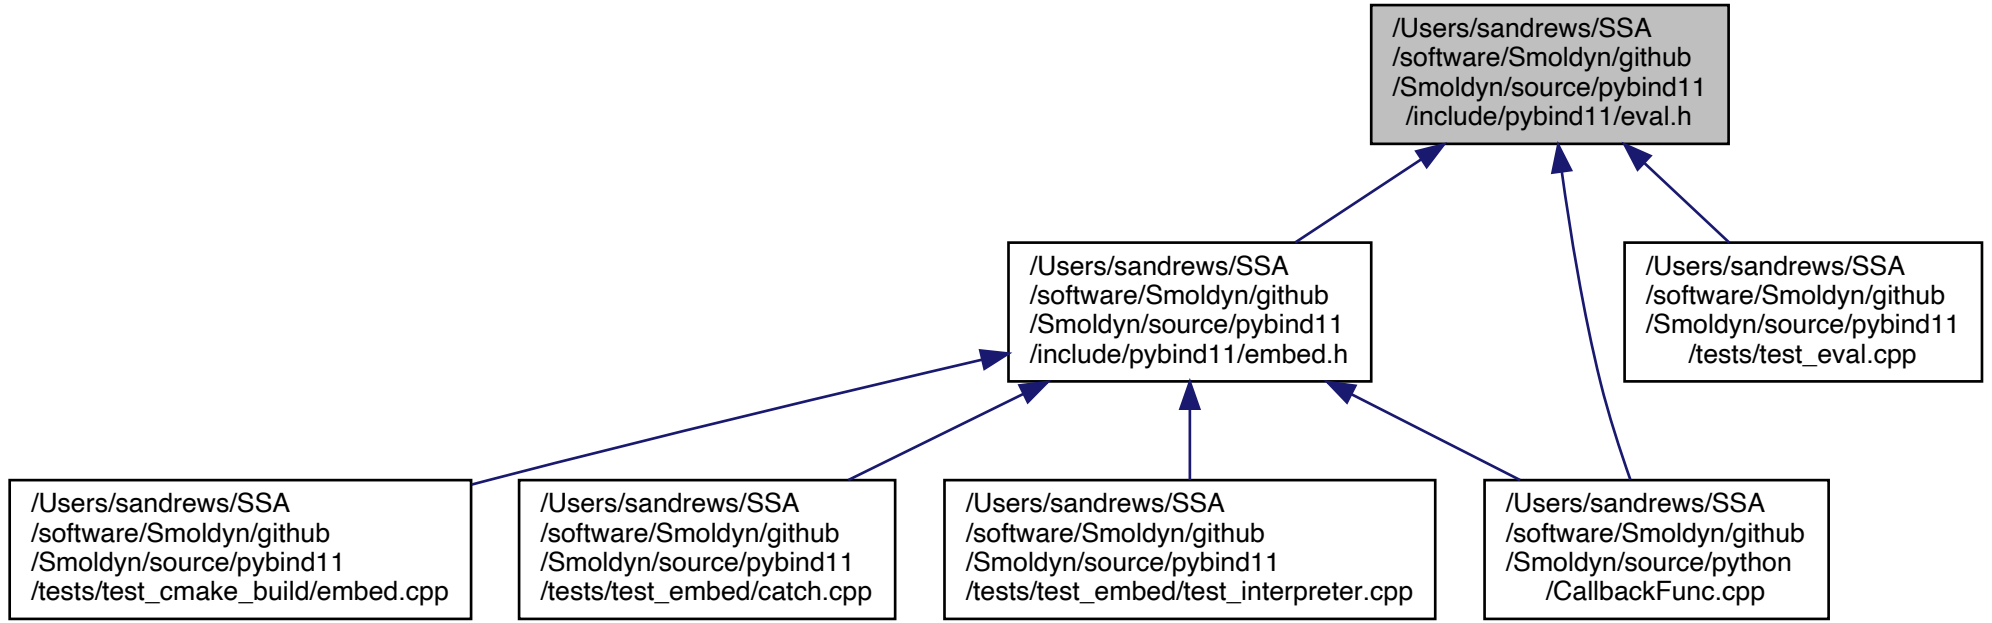 /Users/sandrews/SSA
/software/Smoldyn/github
/Smoldyn/source/pybind11
/include/pybind11/eval.h
/Users/sandrews/SSA
/software/Smoldyn/github
/Smoldyn/source/pybind11
/include/pybind11/embed.h
/Users/sandrews/SSA
/software/Smoldyn/github
/Smoldyn/source/pybind11
/tests/test_eval.cpp
/Users/sandrews/SSA
/software/Smoldyn/github
/Smoldyn/source/pybind11
/tests/test_cmake_build/embed.cpp
/Users/sandrews/SSA
/software/Smoldyn/github
/Smoldyn/source/pybind11
/tests/test_embed/catch.cpp
/Users/sandrews/SSA
/software/Smoldyn/github
/Smoldyn/source/pybind11
/tests/test_embed/test_interpreter.cpp
/Users/sandrews/SSA
/software/Smoldyn/github
/Smoldyn/source/python
/CallbackFunc.cpp